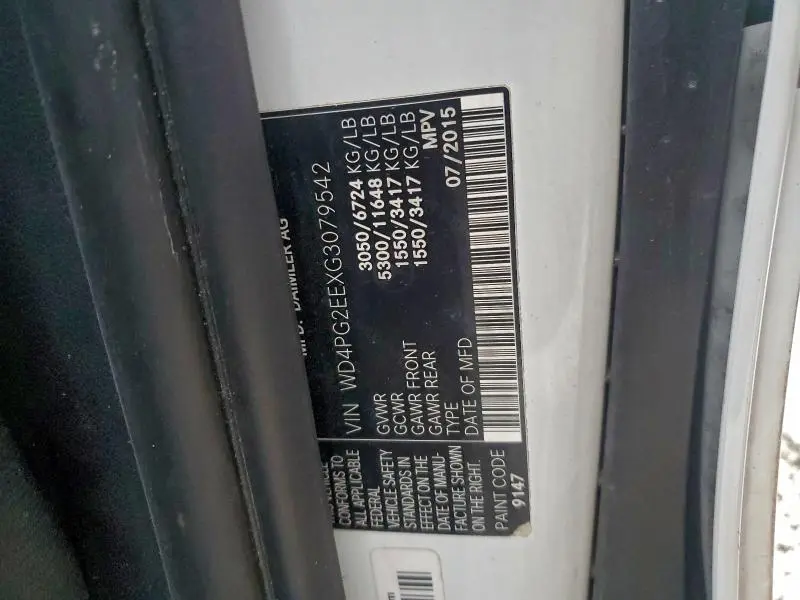 MFD. DAIMLER AG
VIN WD4PG2EEXG3079542
GVWR 3050/6724 KG/LB
GCWR 5300/11648 KG/LB
GAWR FRONT 1550/3417 KG/LB
GAWR REAR 1550/3417 KG/LB
TYPE MPV
DATE OF MFD 07/2015
VEHICLE
CONFORMS TO
ALL APPLICABLE
FEDERAL
VEHICLE SAFETY
STANDARDS IN
EFFECT ON THE
DATE OF MANU-
FACTURE SHOWN
ON THE RIGHT.
PAINT CODE
9147